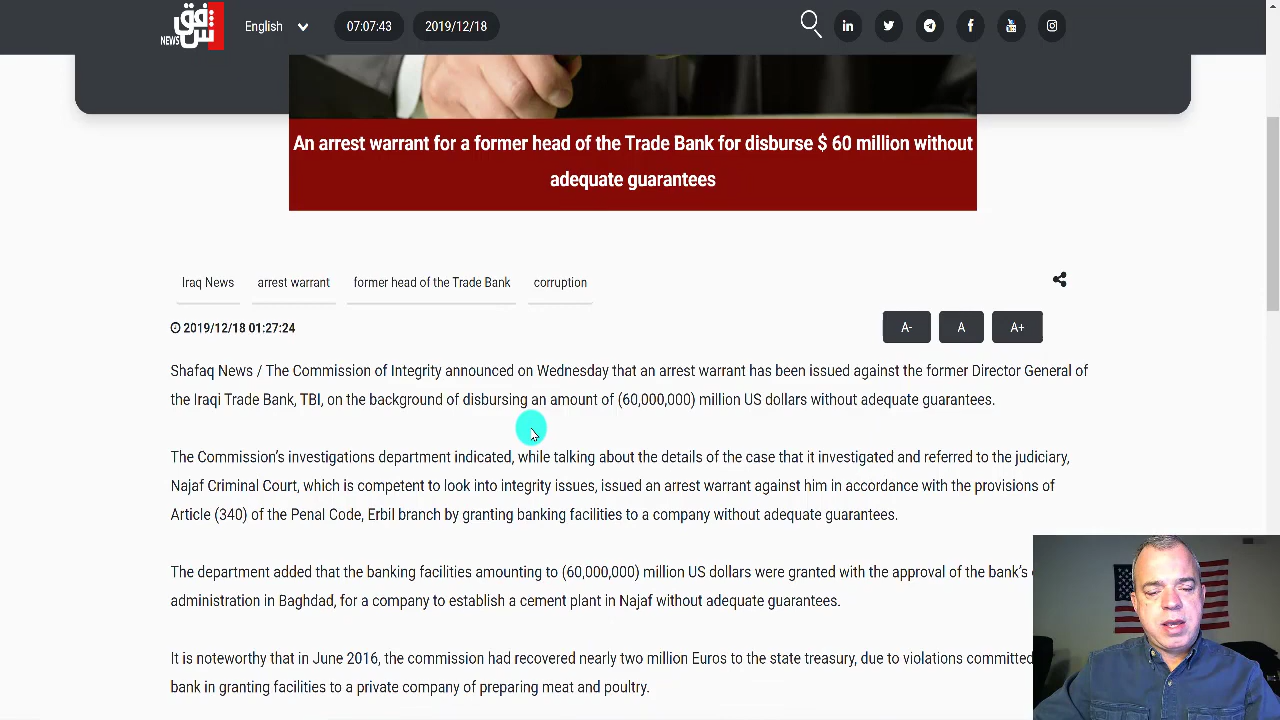 شفق
NEWS
English
07:07:43
2019/12/18
in
f
You
An arrest warrant for a former head of the Trade Bank for disburse $ 60 million without
adequate guarantees
Iraq News
arrest warrant
former head of the Trade Bank
corruption
2019/12/18 01:27:24
A-
A
A+
Shafaq News / The Commission of Integrity announced on Wednesday that an arrest warrant has been issued against the former Director General of
the Iraqi Trade Bank, TBI, on the background of disbursing an amount of (60,000,000) million US dollars without adequate guarantees.
The Commission's investigations department indicated, while talking about the details of the case that it investigated and referred to the judiciary,
Najaf Criminal Court, which is competent to look into integrity issues, issued an arrest warrant against him in accordance with the provisions of
Article (340) of the Penal Code, Erbil branch by granting banking facilities to a company without adequate guarantees.
The department added that the banking facilities amounting to (60,000,000) million US dollars were granted with the approval of the bank's
administration in Baghdad, for a company to establish a cement plant in Najaf without adequate guarantees.
It is noteworthy that in June 2016, the commission had recovered nearly two million Euros to the state treasury, due to violations committed
bank in granting facilities to a private company of preparing meat and poultry.